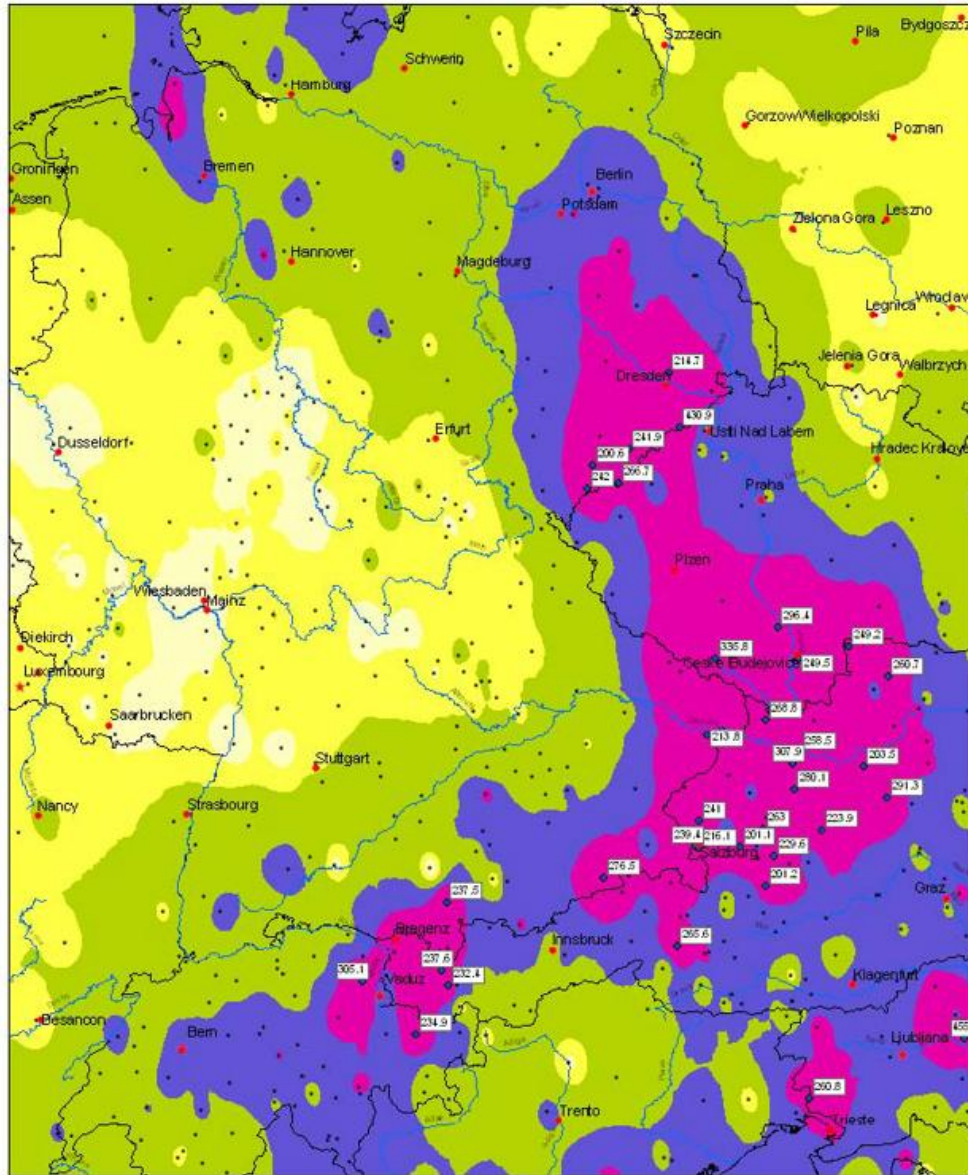 Szczecin
Pila
Bydgoszcz
Schwerin
Hamburg
Gorzow Wielkopolski
Poznan
Groningen
Bremen
Berlin
Assen
Potsdam
Zielona Gora
Leszno
Hannover
Magdeburg
Legnica
Wroclav
Jelenia Gora
Walbrzych
214.7
Dresden
430.9
Dusseldorf
Erfurt
241.9
Usti Nad Labem
Hradec Kralove
200.6
266.7
242
Praha
Plzen
Wiesbaden
Mainz
296.4
Diekirch
335.8
249.2
Luxembourg
Ceske Budejovice
249.5
260.7
Saarbrucken
268.8
213.8
258.5
Stuttgart
307.9
203.5
280.1
Nancy
Strasbourg
291.3
241
263
223.9
239.4
216.1
201.1
Salzburg
229.6
276.5
201.2
237.5
Graz
Bregenz
265.6
Innsbruck
237.6
305.1
232.4
Vaduz
Klagenfurt
Besancon
234.9
455
Bern
Ljubljana
260.8
Trento
Trieste